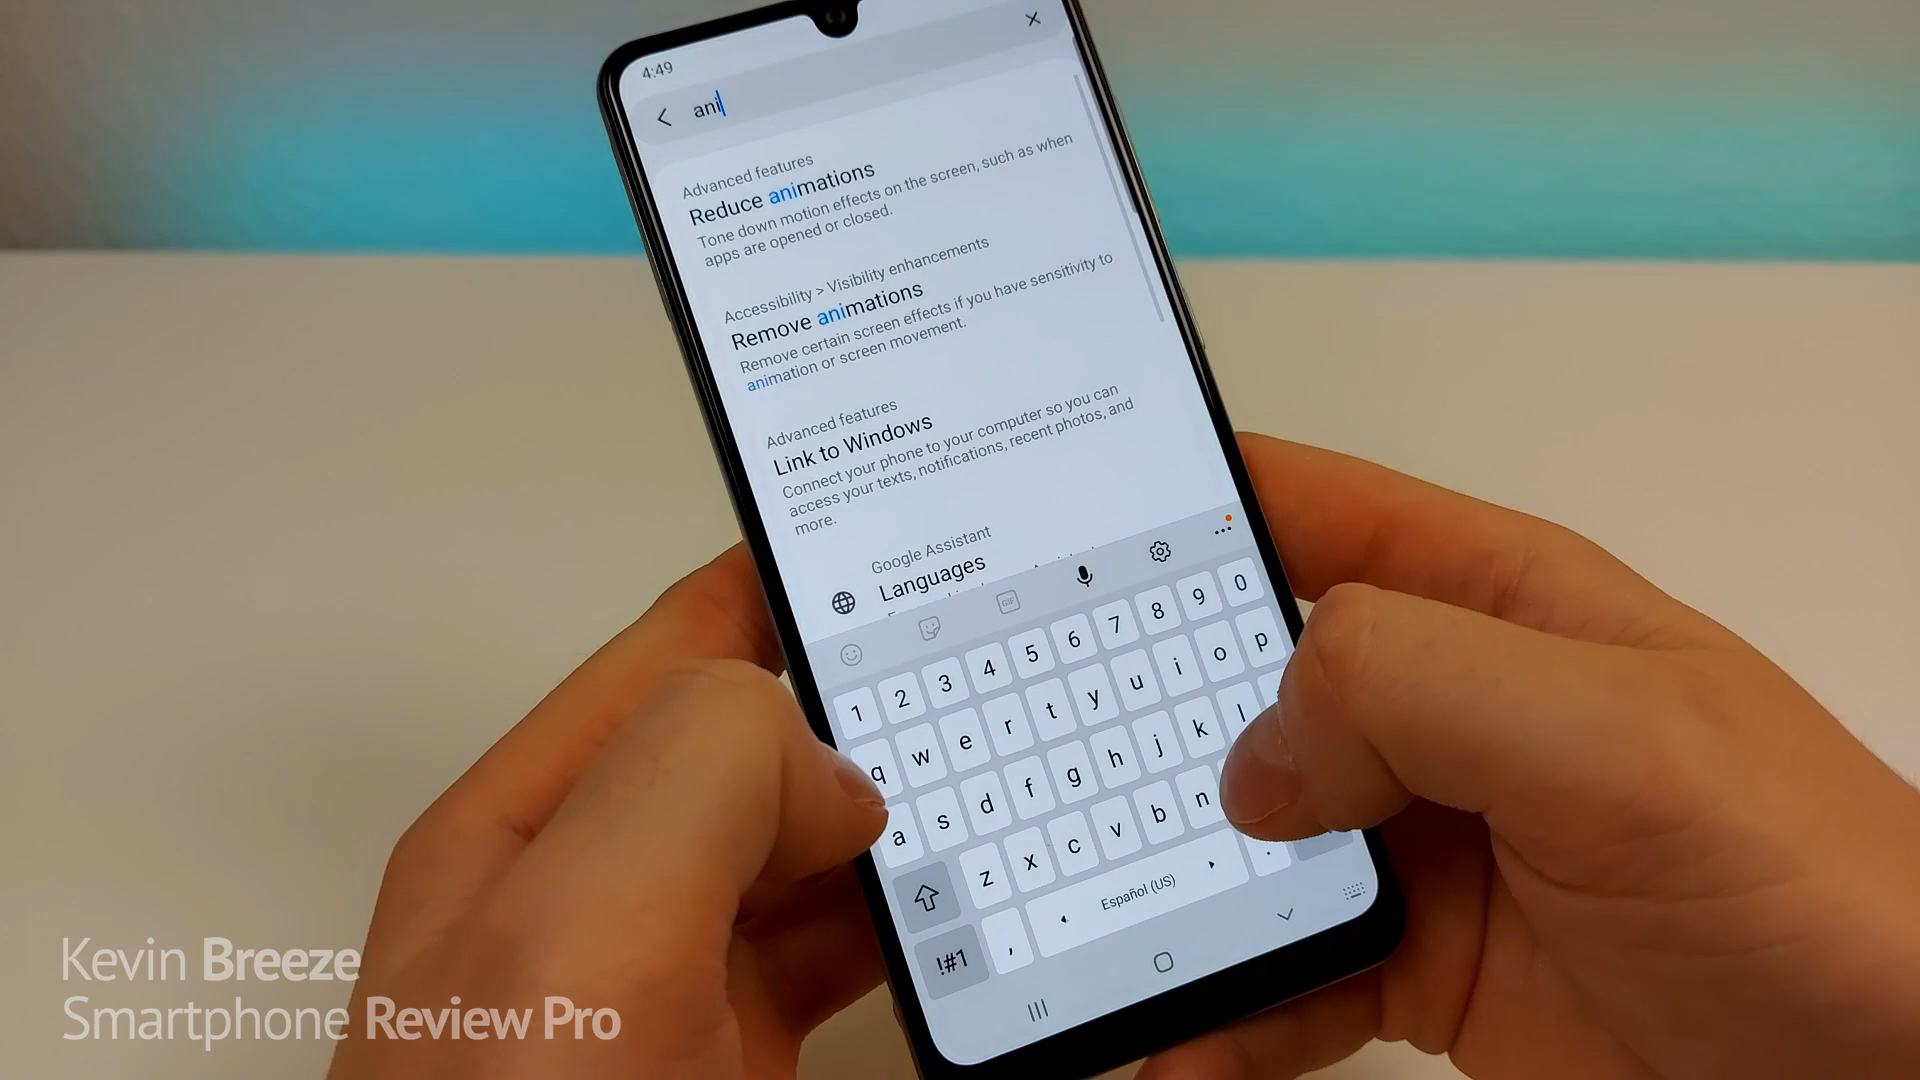 4:49
ani
Advanced features
Reduce animations
Tone down motion effects on the screen, such as when
apps are opened or closed.
Accessibility > Visibility enhancements
Remove animations
Remove certain screen effects if you have sensitivity to
animation or screen movement.
Advanced features
Link to Windows
Connect your phone to your computer so you can
access your texts, notifications, recent photos, and
more.
Google Assistant
Languages
GIF
1 2 3 4 5 6 7 8 9 0
q w e r t y u i o p
a s d f g h j k l
z x c v b n
!#1 , Español (US) .
Kevin Breeze
Smartphone Review Pro